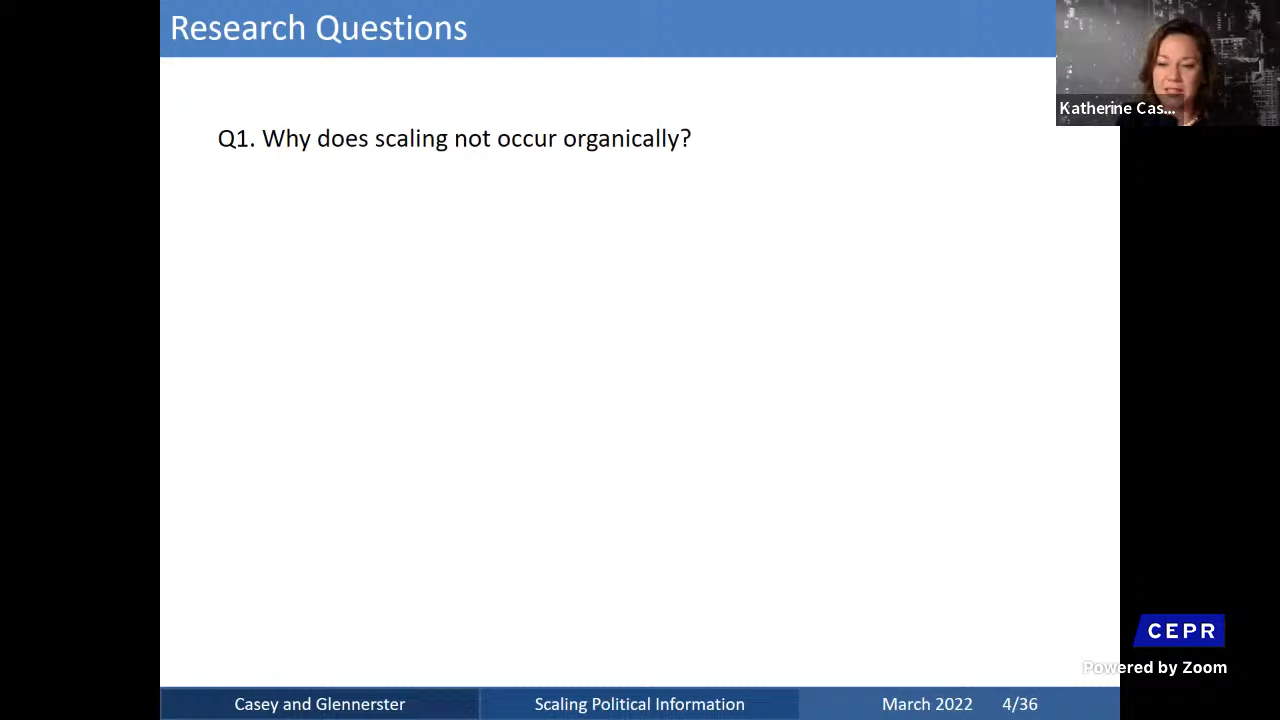 Research Questions
Katherine Cas...
Q1. Why does scaling not occur organically?
CEPR
Powered by Zoom
Casey and Glennerster
Scaling Political Information
March 2022
4/36